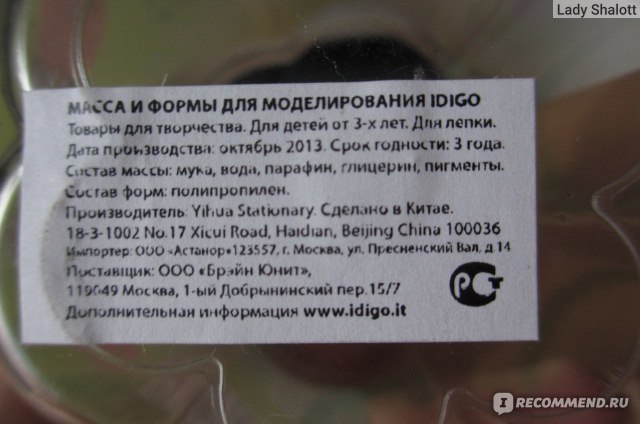 Lady Shalott
МАССА И ФОРМЫ ДЛЯ МОДЕЛИРОВАНИЯ IDIGO
Товары для творчества. Для детей от 3-х лет. Для лепки.
Дата производства: октябрь 2013. Срок годности: 3 года.
Состав массы: мука, вода, парафин, глицерин, пигменты.
Состав форм: полипропилен.
Производитель: Yihua Stationary. Сделано в Китае.
18-3-1002 No.17 Xicui Road, Haidian, Beijing China 100036
Импортер: ООО «Астанор»123557, г. Москва, ул. Пресненский Вал, д.14
Поставщик: ООО «Брэйн Юнит»,
119049 Москва, 1-ый Добрынинский пер.15/7
Дополнительная информация www.idigo.it
РСТ
IRECOMMEND.RU